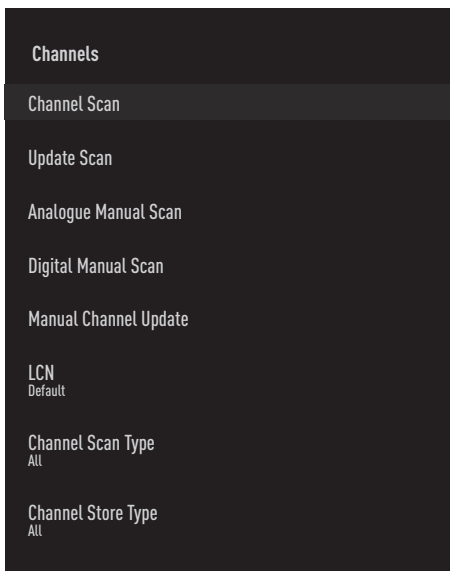 Channels
Channel Scan
Update Scan
Analogue Manual Scan
Digital Manual Scan
Manual Channel Update
LCN
Default
Channel Scan Type
All
Channel Store Type
All